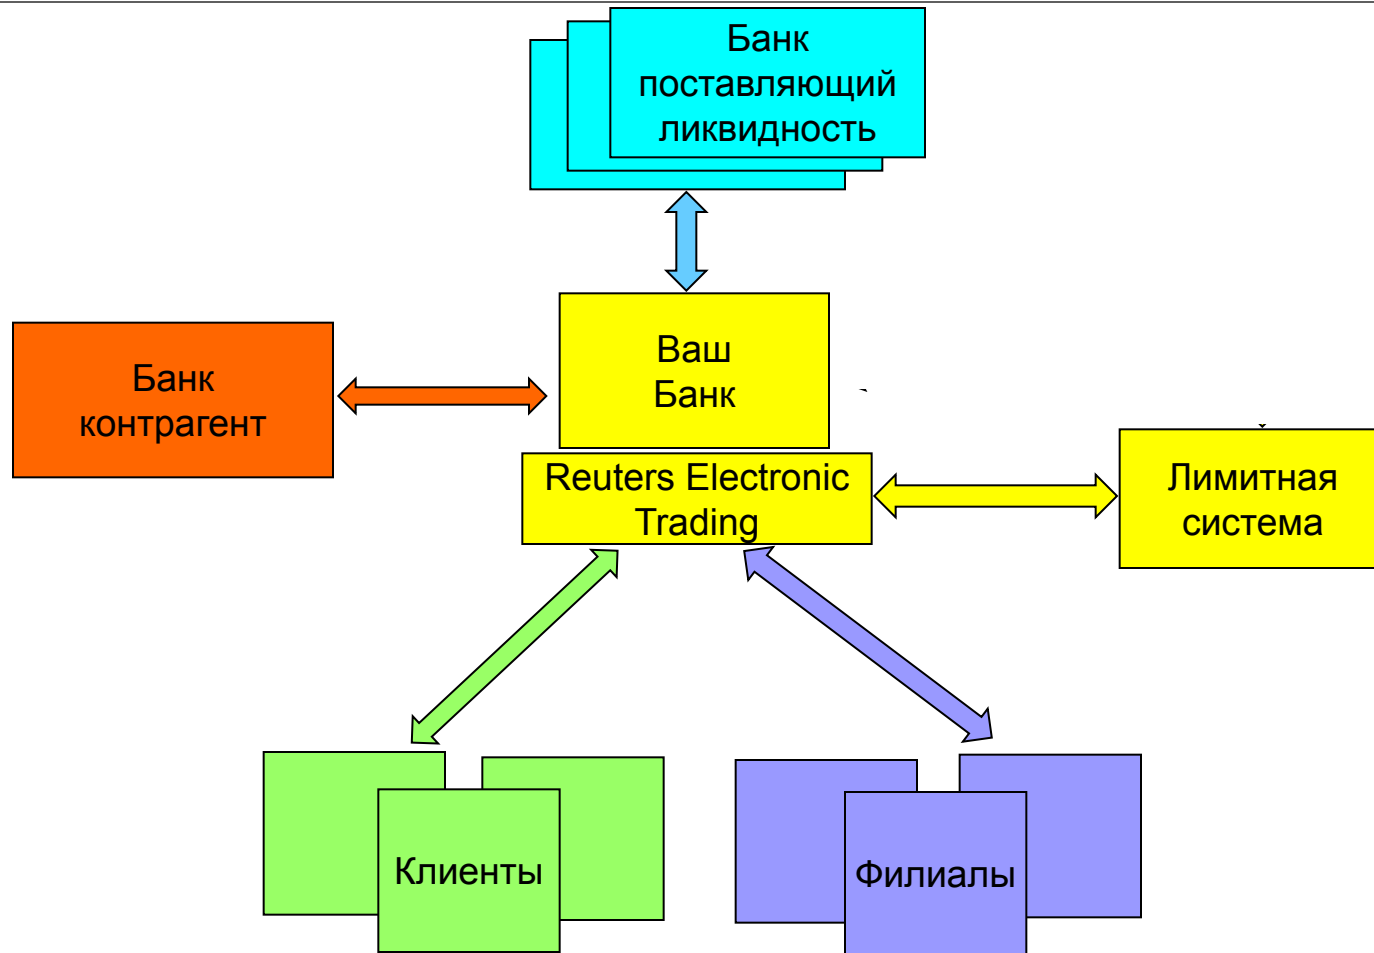 Банк
поставляющий
ликвидность
Ваш
Банк
Банк
контрагент
Reuters Electronic
Trading
Лимитная
система
Клиенты
Филиалы